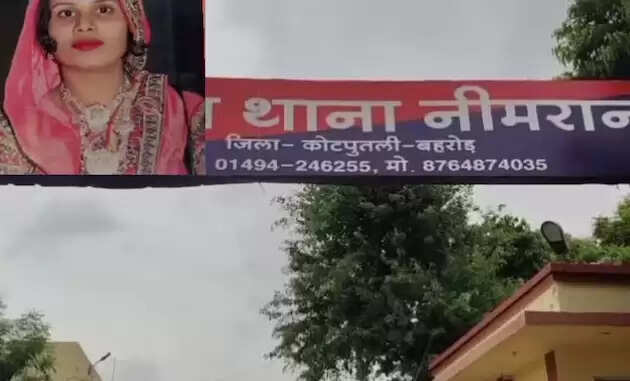 थाना नीमरान
जिला- कोटपुतली-बहरोड़
01494-246255, मो. 8764874035